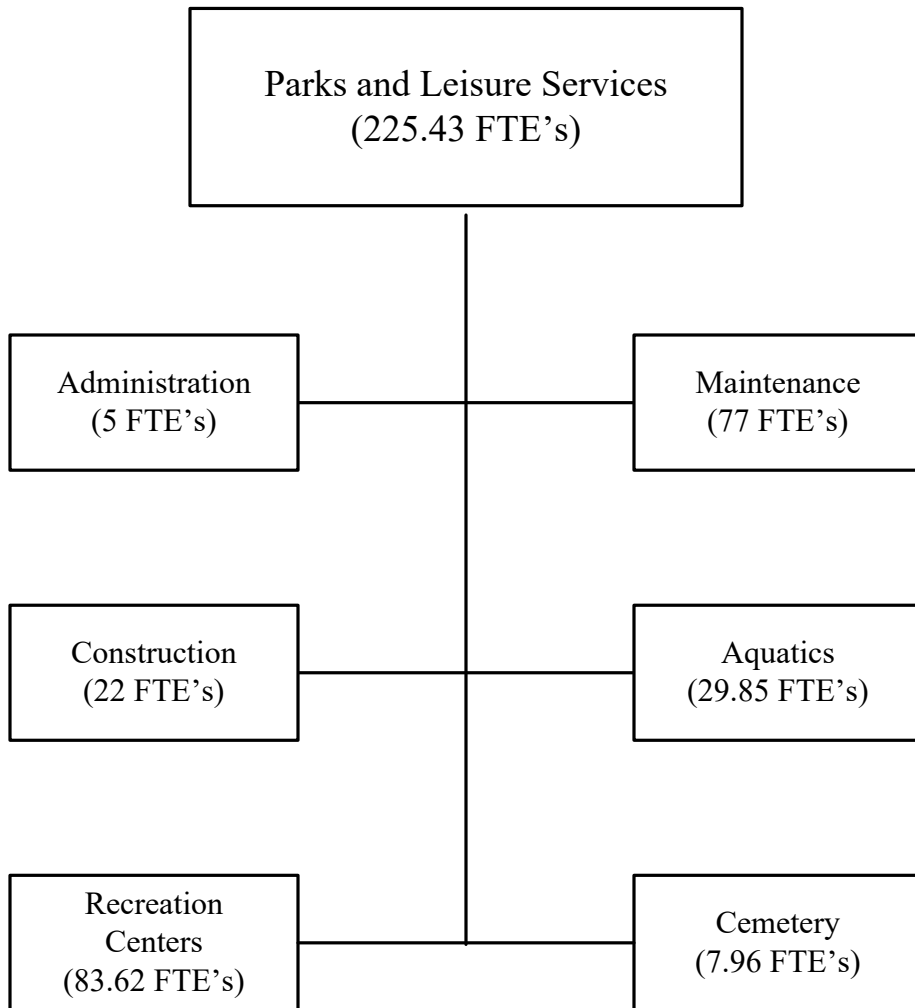 Parks and Leisure Services
(225.43 FTE’s)
Administration
(5 FTE’s)
Maintenance
(77 FTE’s)
Construction
(22 FTE’s)
Aquatics
(29.85 FTE’s)
Recreation
Centers
(83.62 FTE’s)
Cemetery
(7.96 FTE’s)